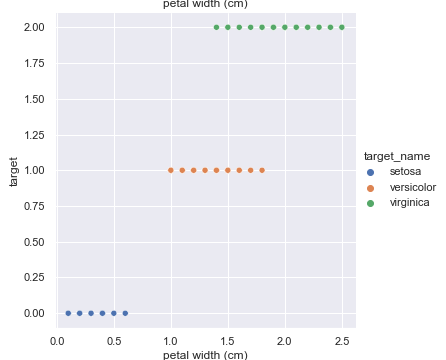 petal width (cm)
2.00
1.75
1.50
1.25
1.00
0.75
0.50
0.25
0.00
target
0.0
0.5
1.0
1.5
2.0
2.5
petal width (cm)
target_name
setosa
versicolor
virginica